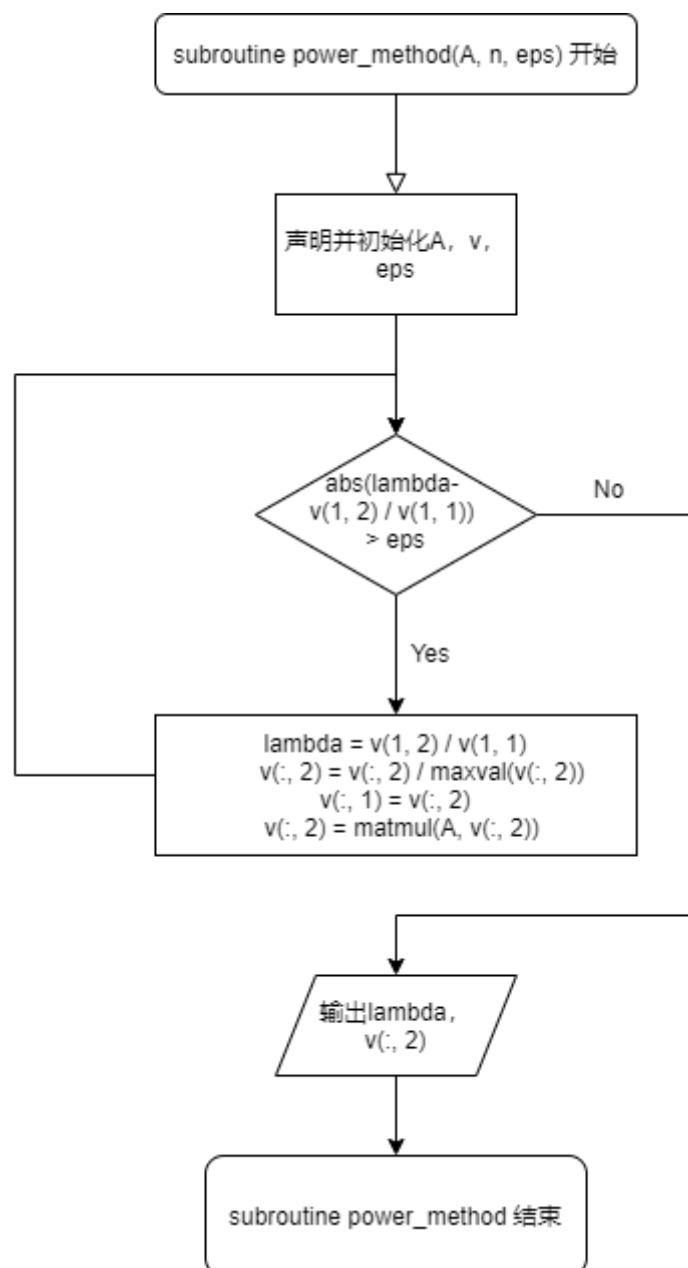 subroutine power_method(A, n, eps) 开始
声明并初始化A，v，
eps
abs(lambda-
v(1, 2) / v(1, 1))
> eps
No
Yes
lambda = v(1, 2) / v(1, 1)
v(:, 2) = v(:, 2) / maxval(v(:, 2))
v(:, 1) = v(:, 2)
v(:, 2) = matmul(A, v(:, 2))
输出lambda，
v(:, 2)
subroutine power_method 结束